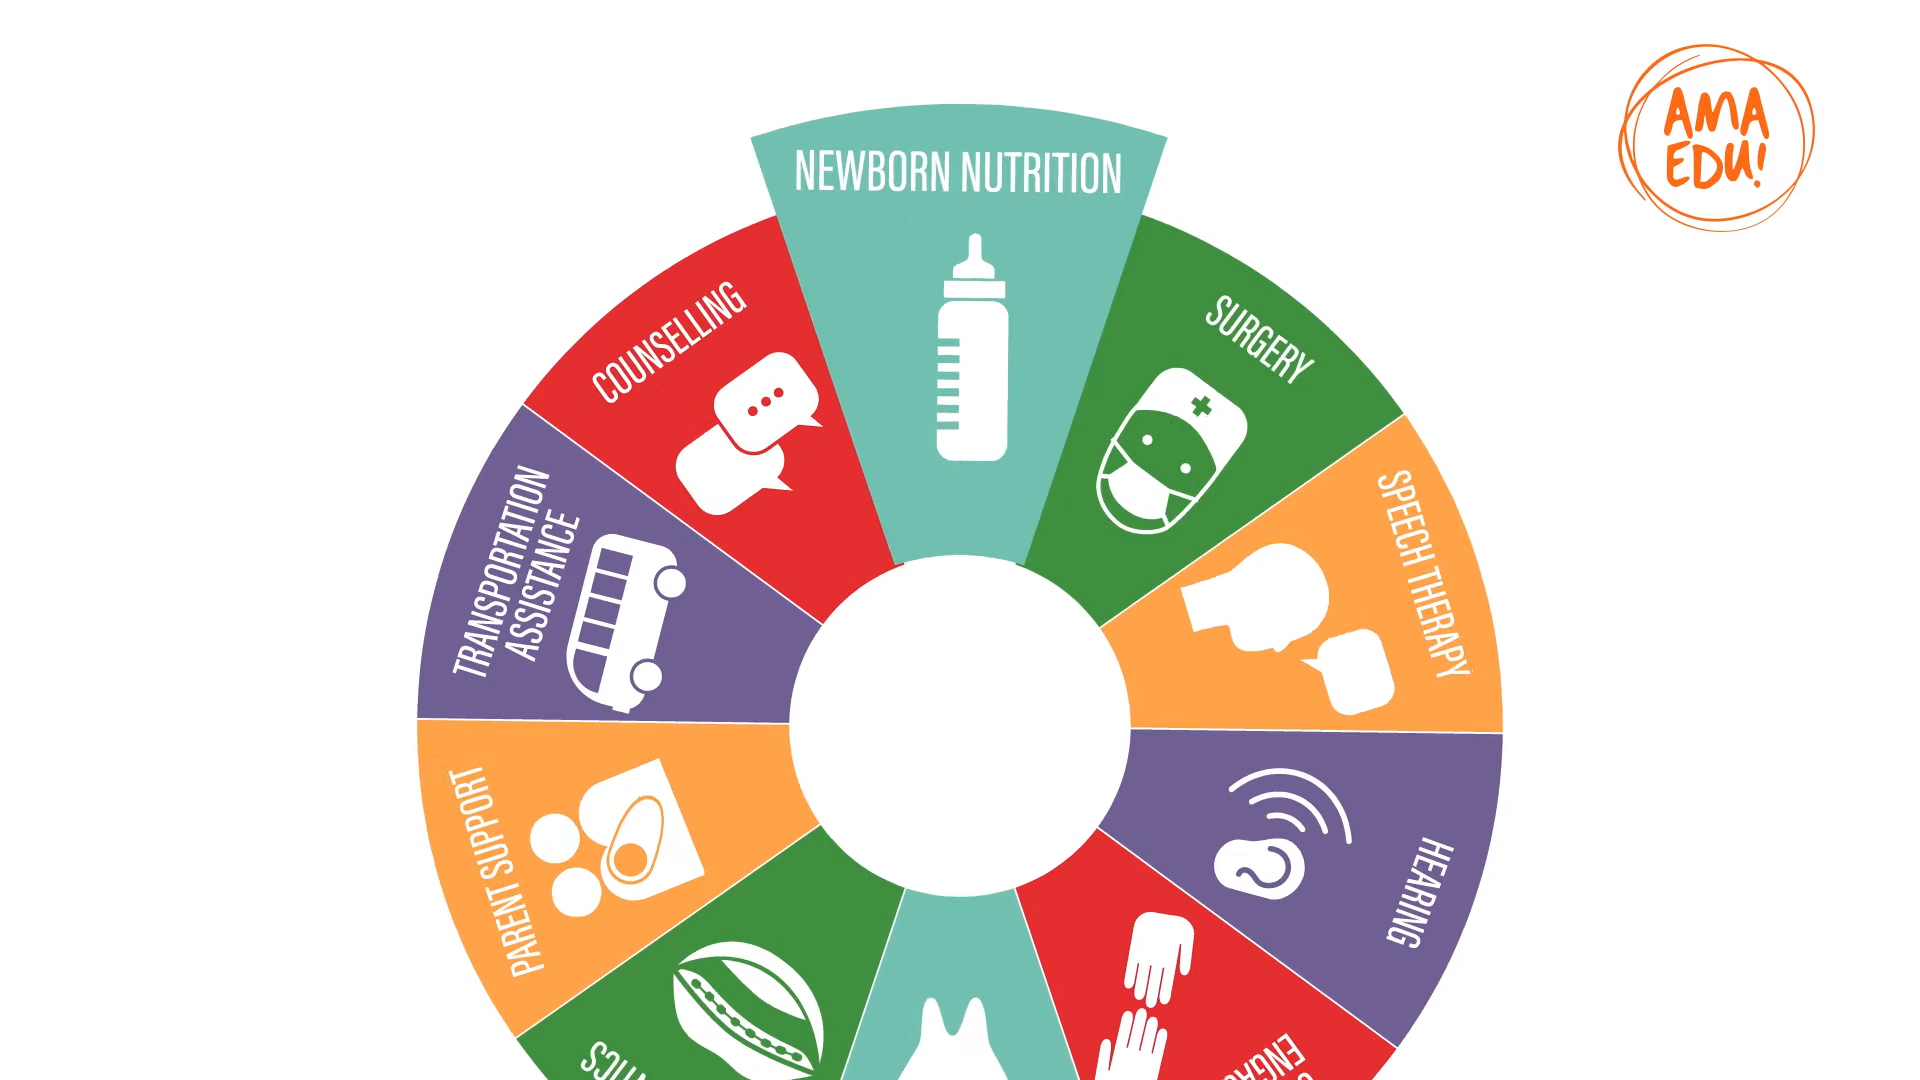 AMA
EDU!
NEWBORN NUTRITION
COUNSELLING
SURGERY
TRANSPORTATION
ASSISTANCE
SPEECH THERAPY
PARENT SUPPORT
HEARING